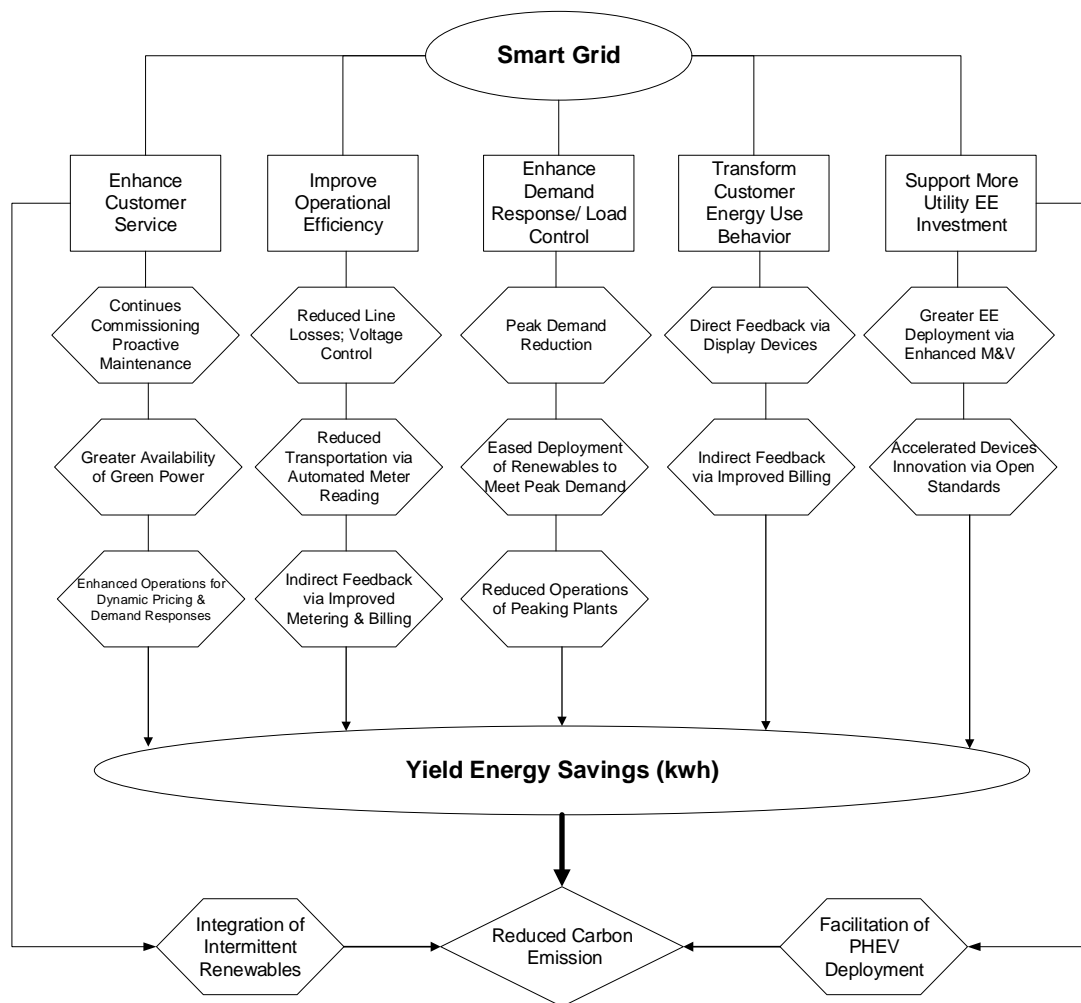 Smart Grid
Enhance
Customer
Service
Improve
Operational
Efficiency
Enhance
Demand
Response/ Load
Control
Transform
Customer
Energy Use
Behavior
Support More
Utility EE
Investment
Continues
Commissioning
Proactive
Maintenance
Reduced Line
Losses; Voltage
Control
Peak Demand
Reduction
Direct Feedback via
Display Devices
Greater EE
Deployment via
Enhanced M&V
Greater Availability
of Green Power
Reduced
Transportation via
Automated Meter
Reading
Eased Deployment
of Renewables to
Meet Peak Demand
Indirect Feedback
via Improved Billing
Accelerated Devices
Innovation via Open
Standards
Enhanced Operations for
Dynamic Pricing &
Demand Responses
Indirect Feedback
via Improved
Metering & Billing
Reduced Operations
of Peaking Plants
Yield Energy Savings (kwh)
Integration of
Intermittent
Renewables
Reduced Carbon
Emission
Facilitation of
PHEV
Deployment